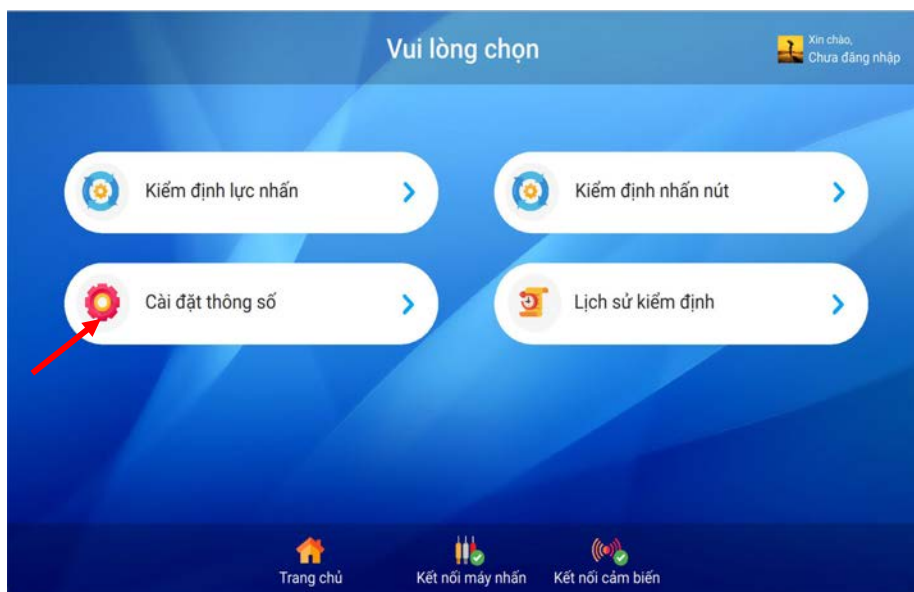 Vui lòng chọn
Xin chào,
Chưa đăng nhập
Kiểm định lực nhấn
Kiểm định nhấn nút
Cài đặt thông số
Lịch sử kiểm định
Trang chủ
Kết nối máy nhấn
Kết nối cảm biến